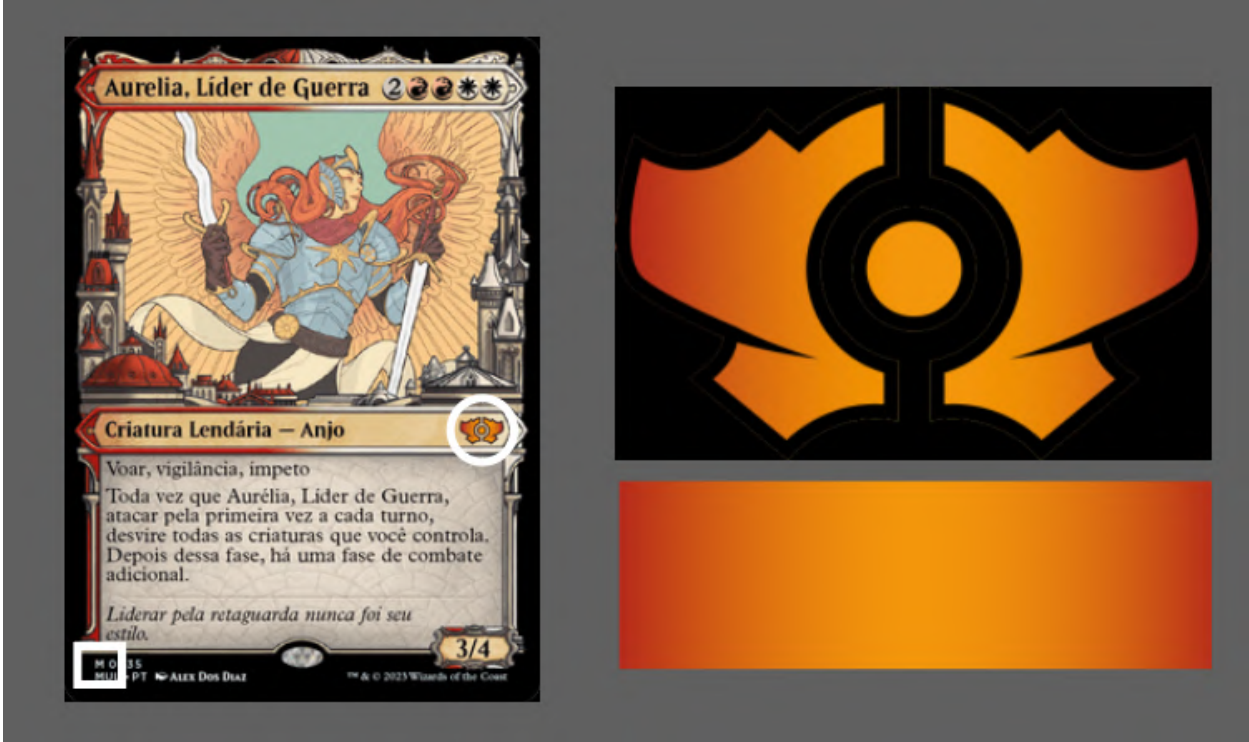 Aurelia, Líder de Guerra 2
Criatura Lendária — Anjo
Voar, vigilância, ímpeto
Toda vez que Aurélia, Líder de Guerra,
atacar pela primeira vez a cada turno,
desvire todas as criaturas que você controla.
Depois dessa fase, há uma fase de combate
adicional.
Liderar pela retaguarda nunca foi seu
estilo.
3/4
M
35
PT ALEX DOS DIAZ
™ & © 2023 Wizards of the Coast